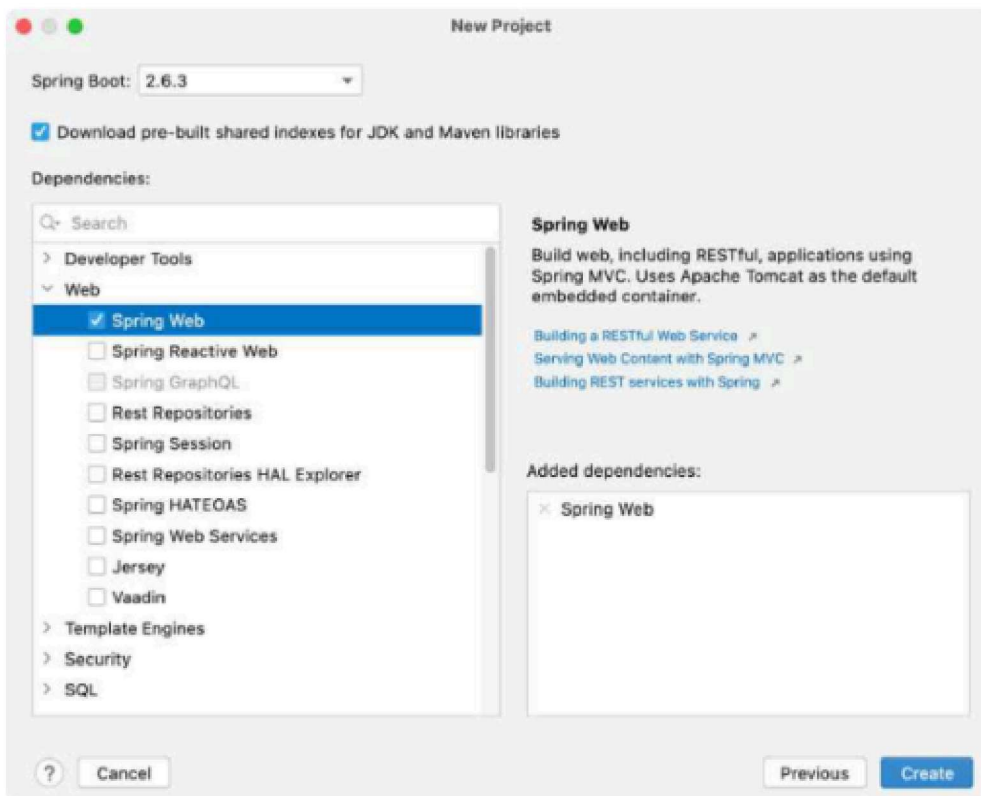 New Project
Spring Boot: 2.6.3
Download pre-built shared indexes for JDK and Maven libraries
Dependencies:
Search
Developer Tools
Web
Spring Web
Spring Reactive Web
Spring GraphQL
Rest Repositories
Spring Session
Rest Repositories HAL Explorer
Spring HATEOAS
Spring Web Services
Jersey
Vaadin
Template Engines
Security
SQL
Spring Web
Build web, including RESTful, applications using
Spring MVC. Uses Apache Tomcat as the default
embedded container.
Building a RESTful Web Service
Serving Web Content with Spring MVC
Building REST services with Spring
Added dependencies:
Spring Web
?
Cancel
Previous
Create